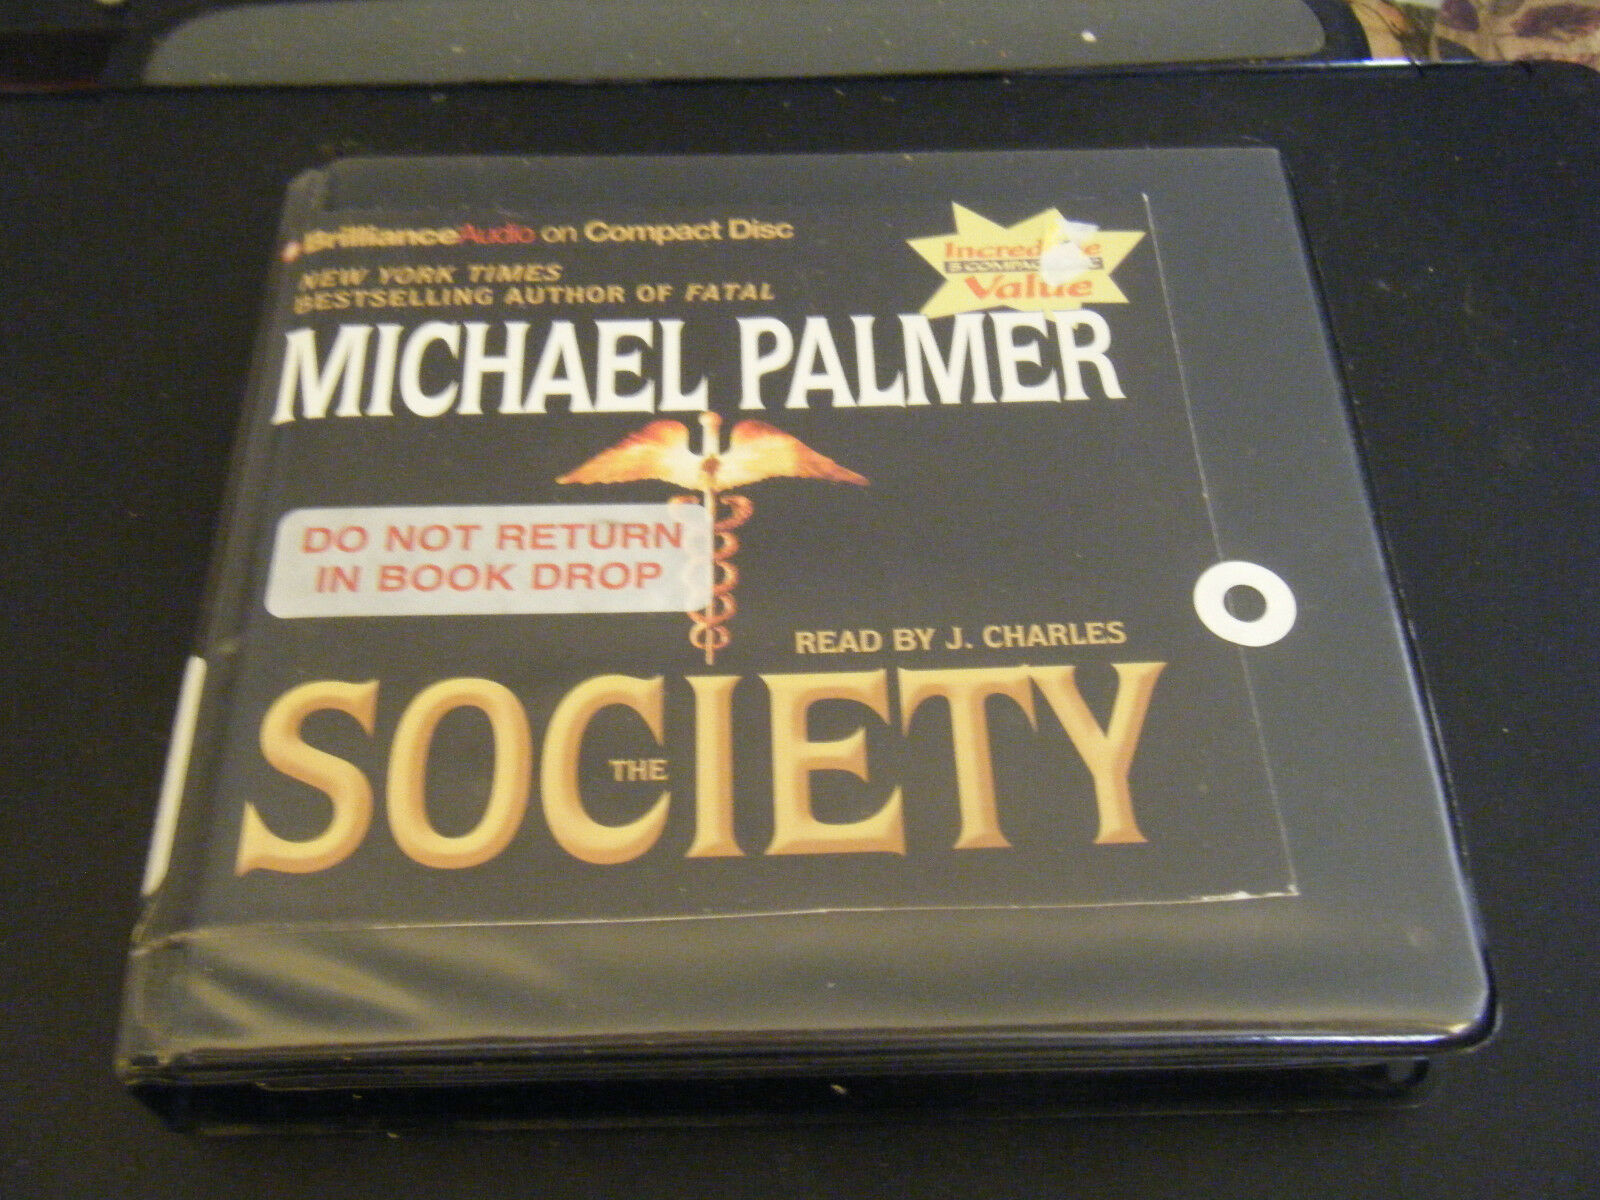 BrillianceAudio on Compact Disc
NEW YORK TIMES
BESTSELLING AUTHOR OF FATAL
Value
MICHAEL PALMER
DO NOT RETURN
IN BOOK DROP
READ BY J. CHARLES
THE
SOCIETY